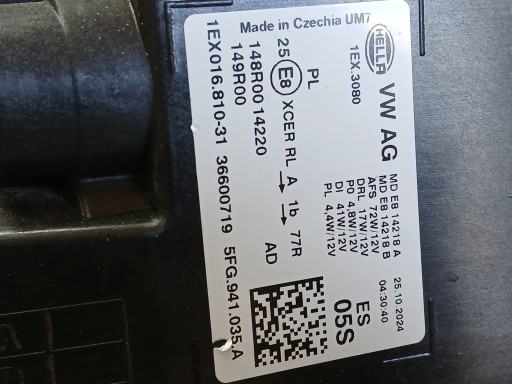 Made in Czechia UM7
HELLA
1EX.3080
VW AG
MD E8 14218 A
MD E8 14218 B
AFS 72W/12V
DRL 17W/12V
PO 4,8W/12V
DI 41W/12V
PL 4,4W/12V
25.10.2024
04:30:40
ES
05S
PL
25 E8 XCER RL A → 1b → 77R
AD
148R00 14220
149R00
1EX 016.810-31 36600719 5FG.941.035.A